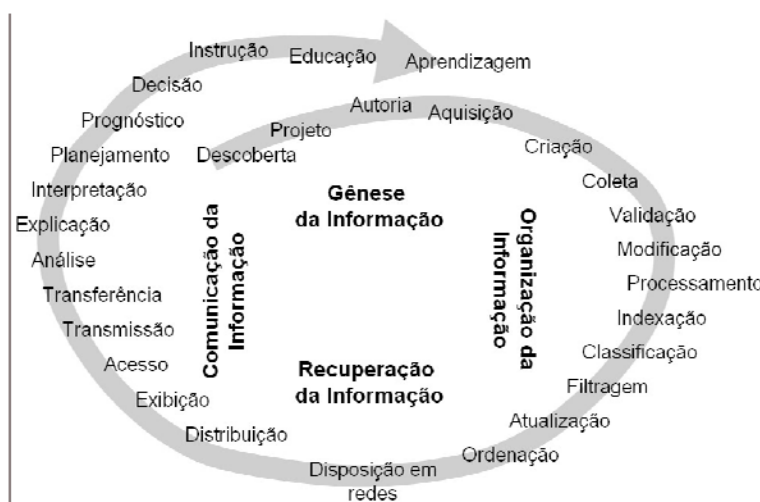 Instrução
Educação
Aprendizagem
Decisão
Prognóstico
Planejamento
Interpretação
Explicação
Análise
Transferência
Transmissão
Acesso
Exibição
Distribuição
Disposição em
redes
Ordenação
Atualização
Filtragem
Classificação
Indexação
Processamento
Modificação
Validação
Coleta
Criação
Aquisição
Autoria
Projeto
Descoberta
Gênese
da Informação
Organização da
Informação
Recuperação
da Informação
Comunicação da
Informação